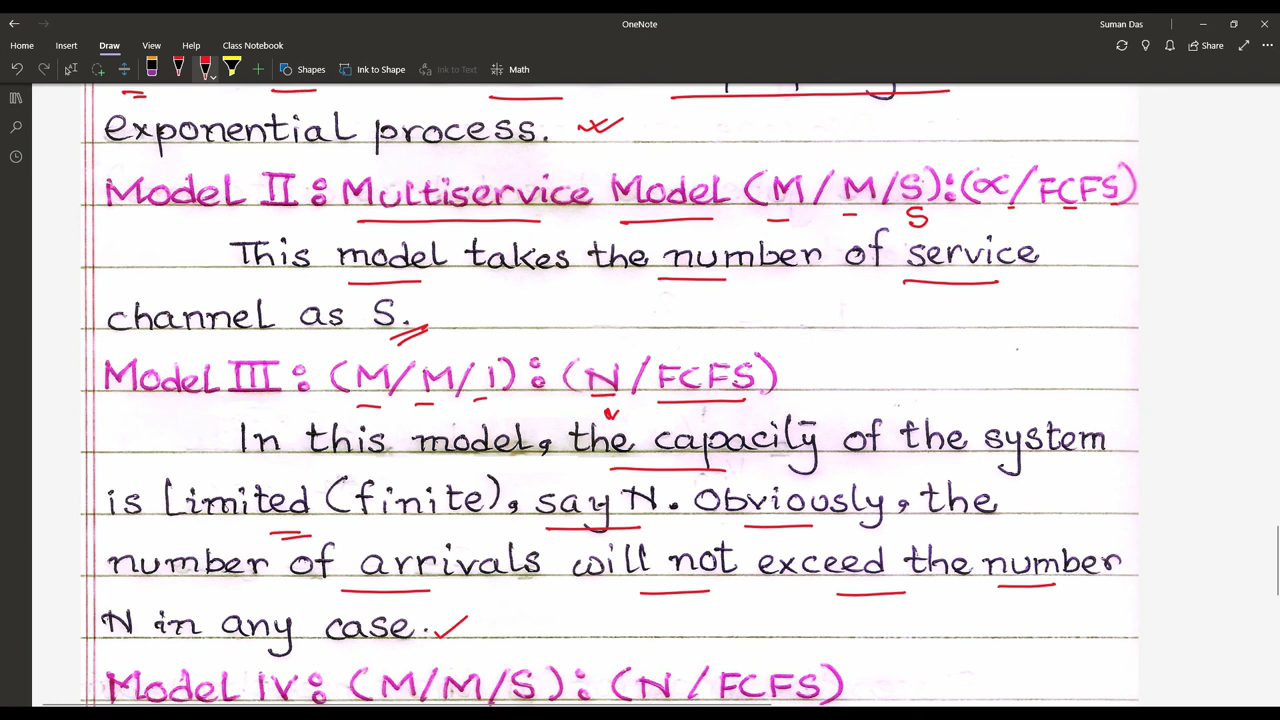 OneNote
Suman Das
Home Insert Draw View Help Class Notebook
Share
Shapes Ink to Shape Ink to Text Math
exponential process.
Model II: Multiservice Model (M/M/S):(∝/FCFS)
S
This model takes the number of service
channel as S.
Model III: (M/M/1): (N/FCFS)
In this model, the capacity of the system
is limited (finite), say N. Obviously, the
number of arrivals will not exceed the number
N in any case.
Model IV: (M/M/S): (N/FCFS)